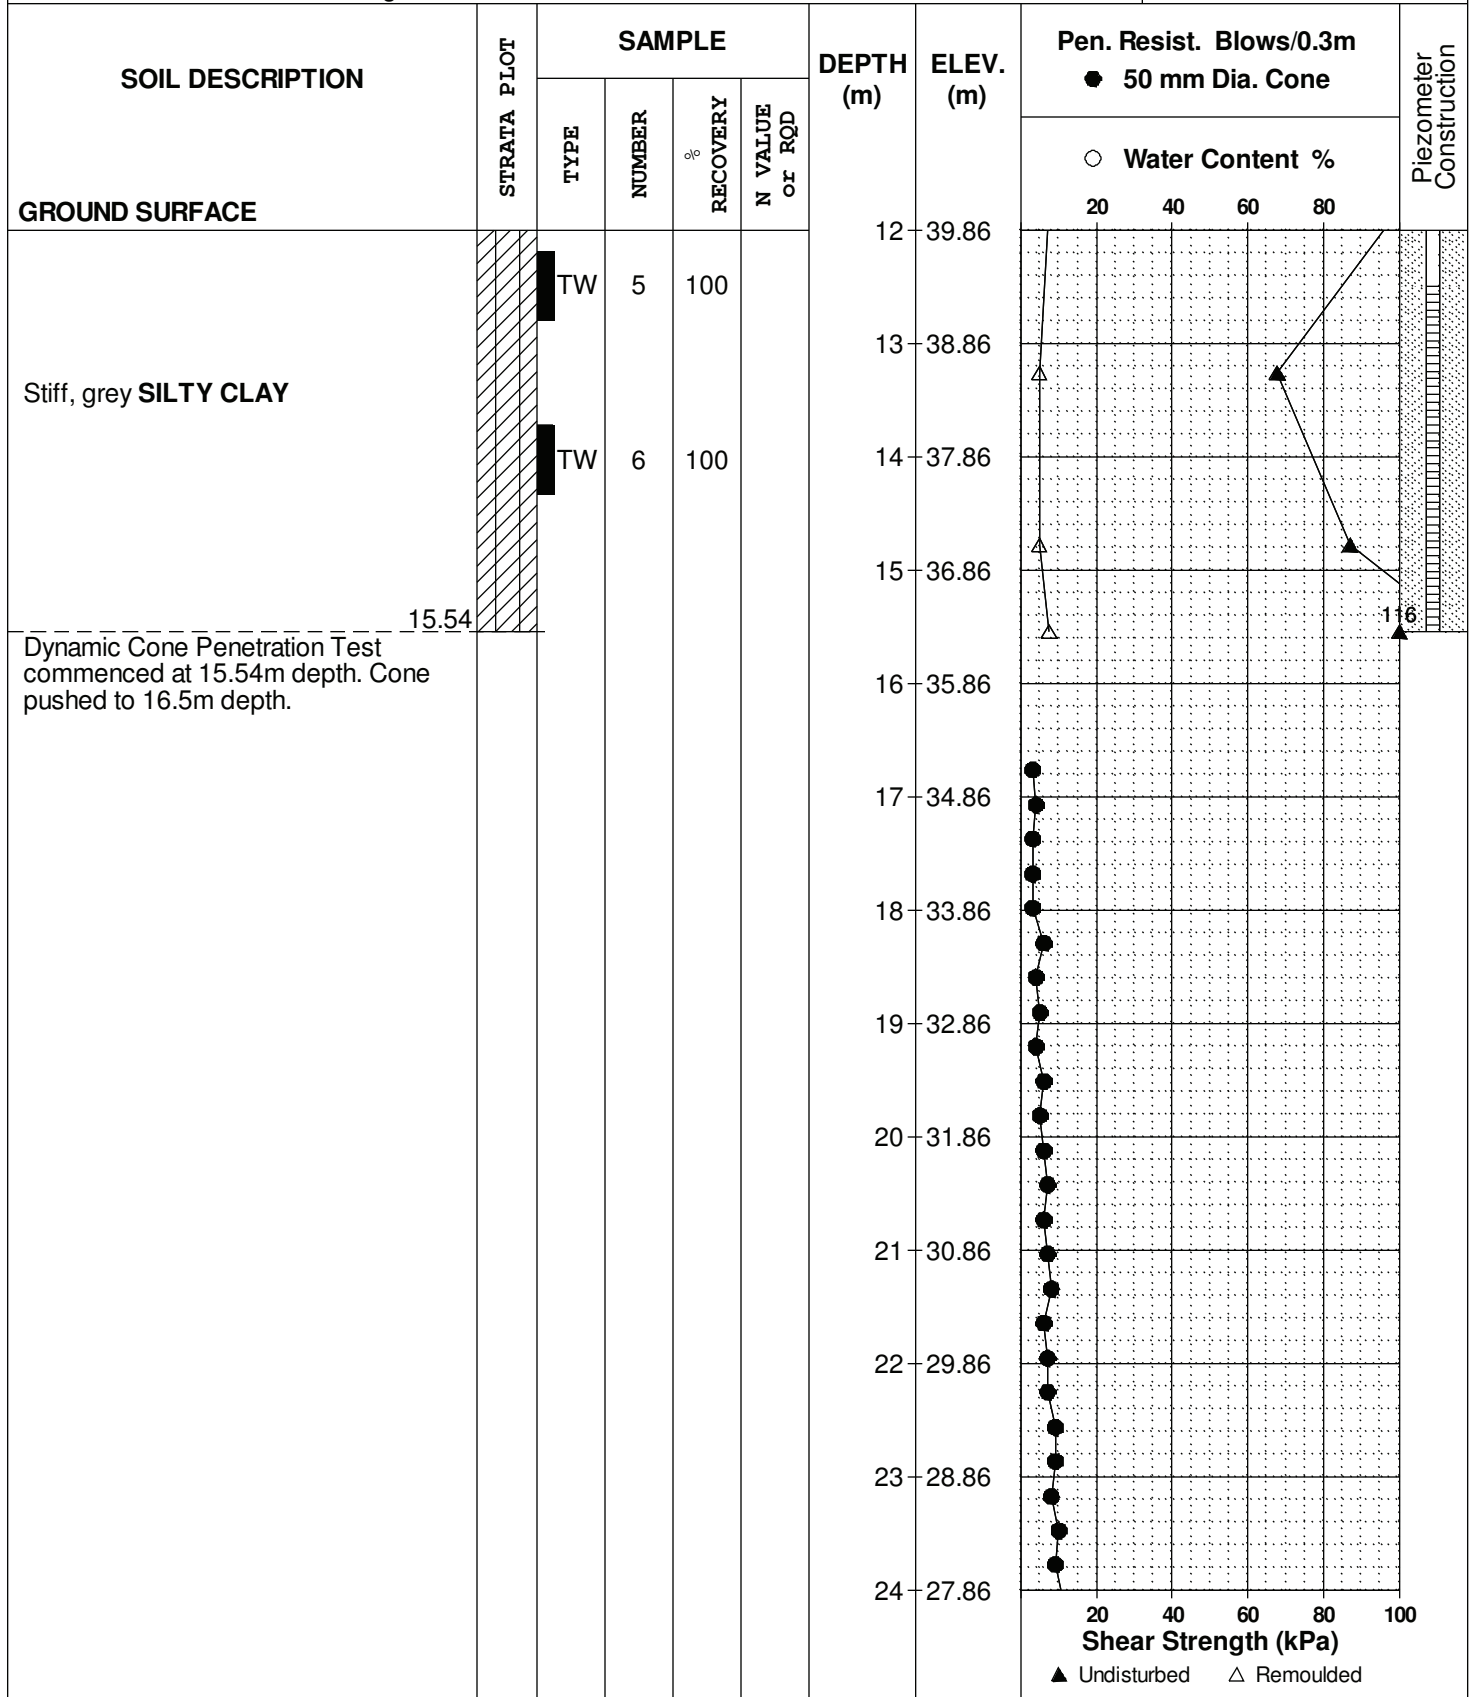 SOIL DESCRIPTION
GROUND SURFACE
STRATA PLOT
SAMPLE
TYPE
NUMBER
%
RECOVERY
N VALUE
or RQD
DEPTH
(m)
ELEV.
(m)
Pen. Resist. Blows/0.3m
50 mm Dia. Cone
Water Content %
20 40 60 80
Piezometer
Construction
12 39.86
TW 5 100
13 38.86
Stiff, grey SILTY CLAY
TW 6 100
14 37.86
15 36.86
15.54
116
Dynamic Cone Penetration Test
commenced at 15.54m depth. Cone
pushed to 16.5m depth.
16 35.86
17 34.86
18 33.86
19 32.86
20 31.86
21 30.86
22 29.86
23 28.86
24 27.86
20 40 60 80 100
Shear Strength (kPa)
Undisturbed Remoulded